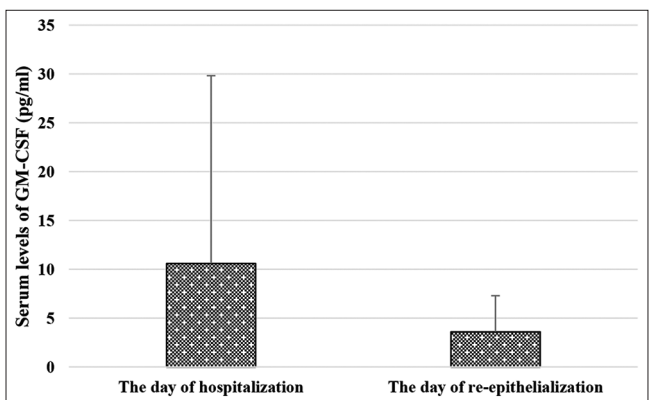 Serum levels of GM-CSF (pg/ml)
35
30
25
20
15
10
5
0
The day of hospitalization
The day of re-epithelialization